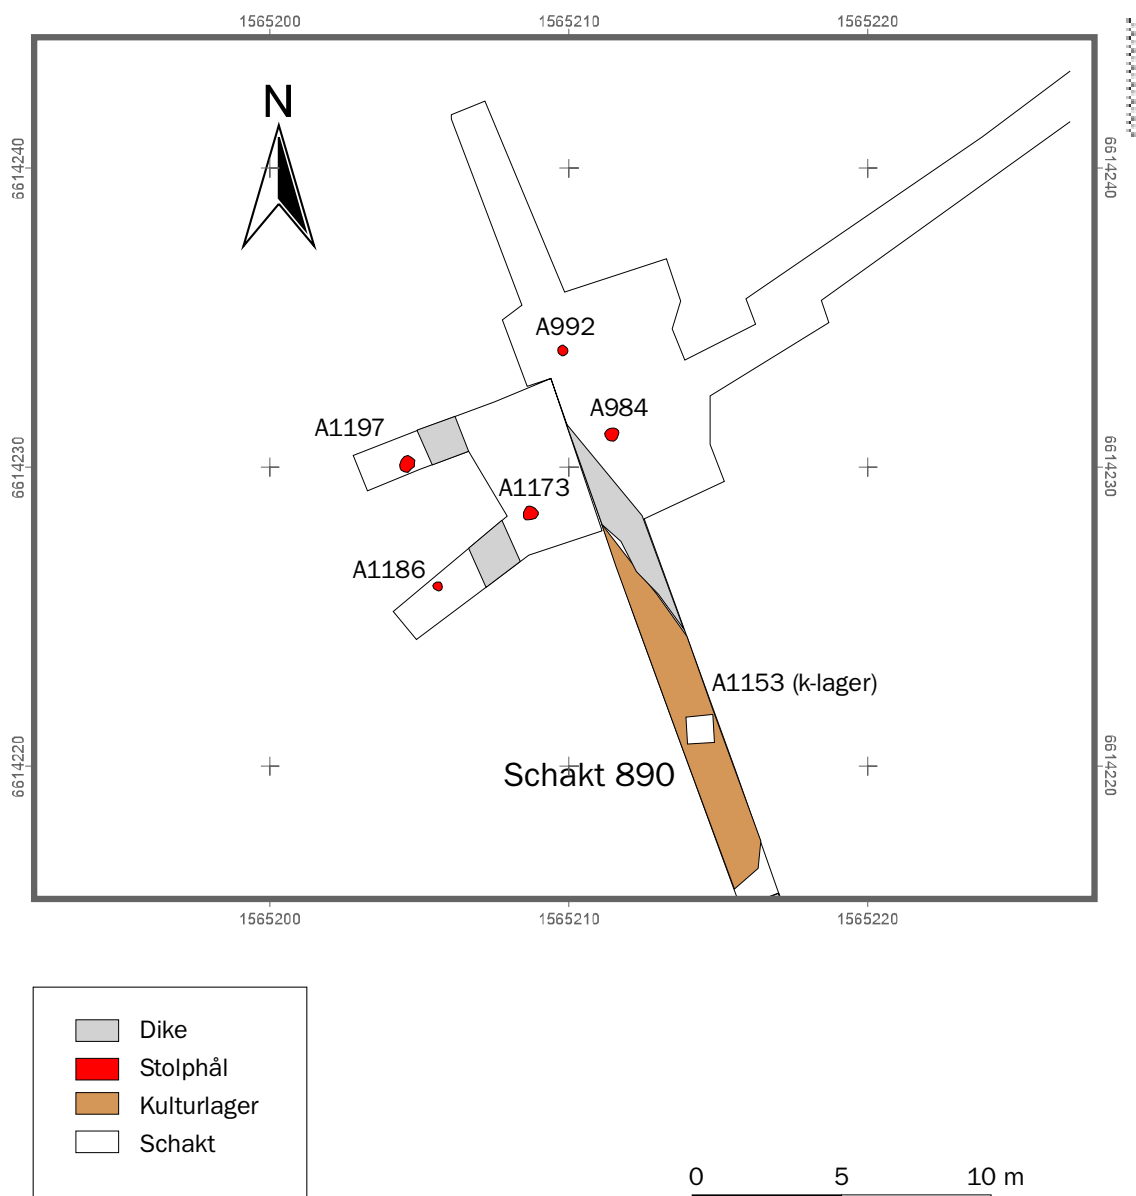 1565200 1565210 1565220
N
6614240 6614240
A992
A984
A1197
6614230 6614230
A1173
A1186
A1153 (k-lager)
6614220 6614220
Schakt 890
1565200 1565210 1565220
Dike
Stolphål
Kulturlager
Schakt
0 5 10 m